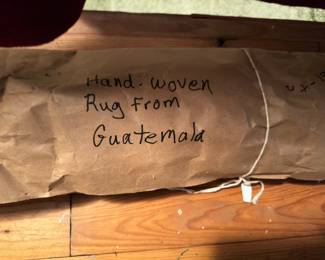 Hand-woven
Rug From
Guatemala